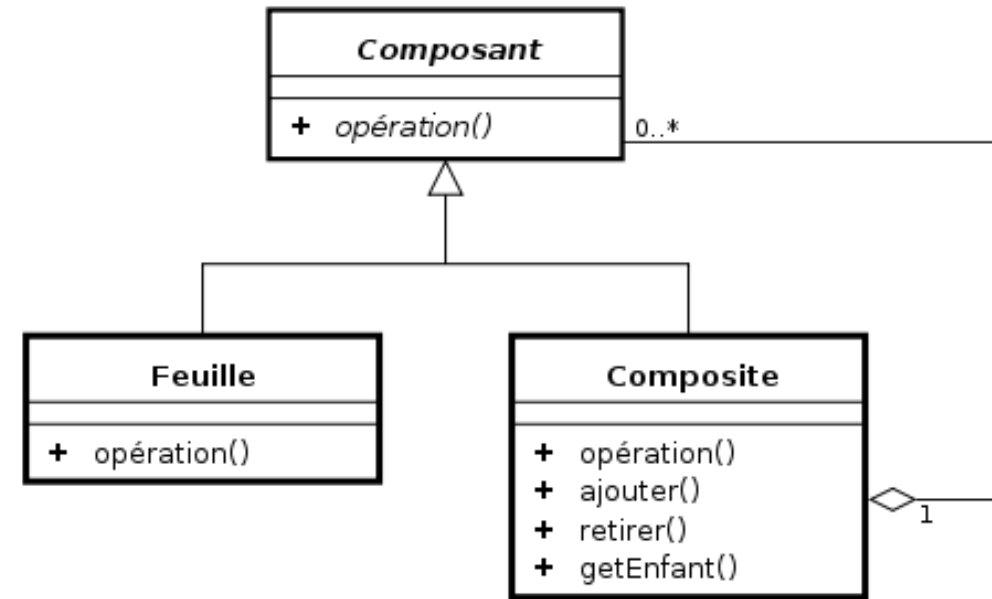 Composant
+ opération()
0..*
Feuille
+ opération()
Composite
+ opération()
+ ajouter()
+ retirer()
+ getEnfant()
1